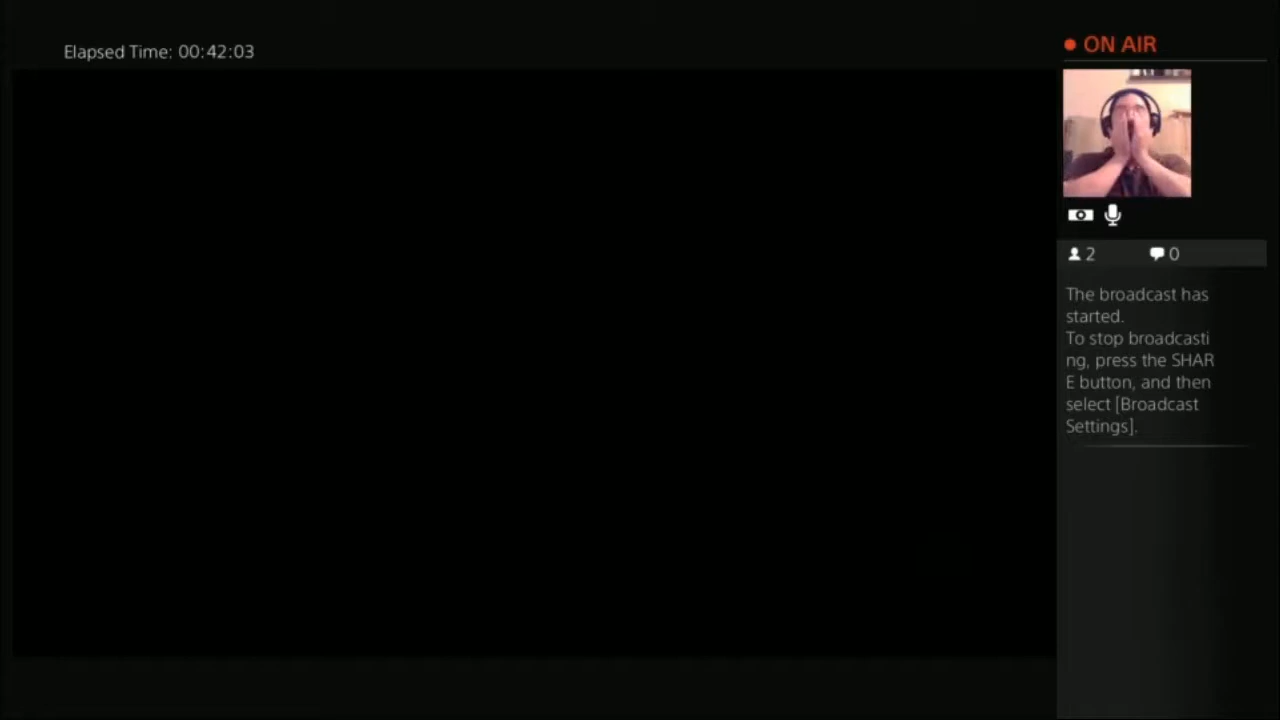 Elapsed Time: 00:42:03
ON AIR
2
0
The broadcast has
started.
To stop broadcasti
ng, press the SHAR
E button, and then
select [Broadcast
Settings].